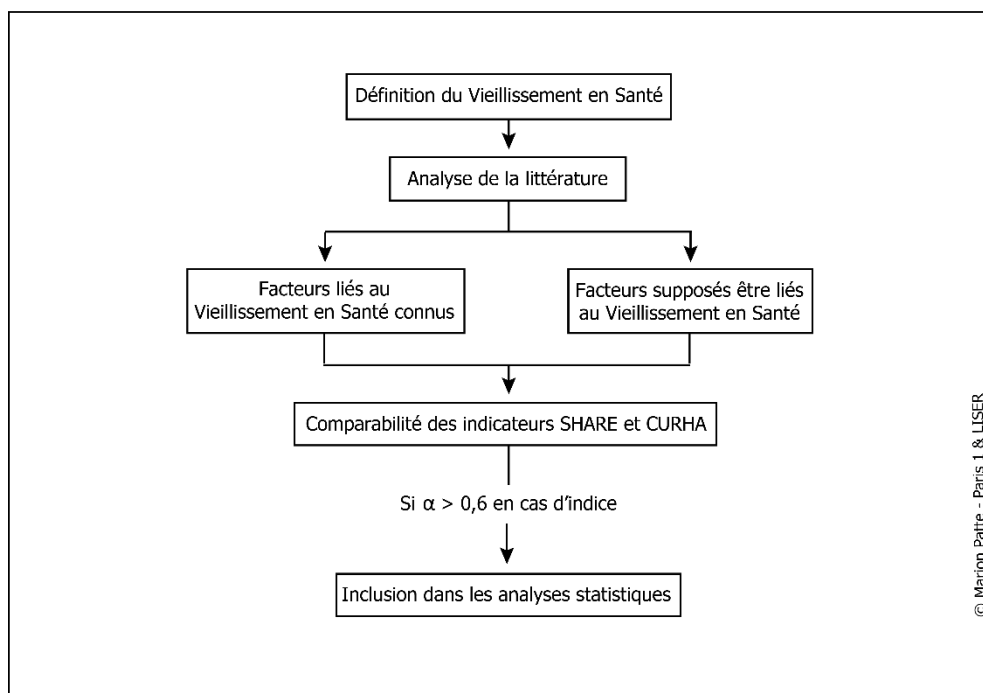 Définition du Vieillissement en Santé
Analyse de la littérature
Facteurs liés au
Vieillissement en Santé connus
Facteurs supposés être liés
au Vieillissement en Santé
Comparabilité des indicateurs SHARE et CURHA
Si α > 0,6 en cas d'indice
Inclusion dans les analyses statistiques
© Marion Patte - Paris 1 & LISER